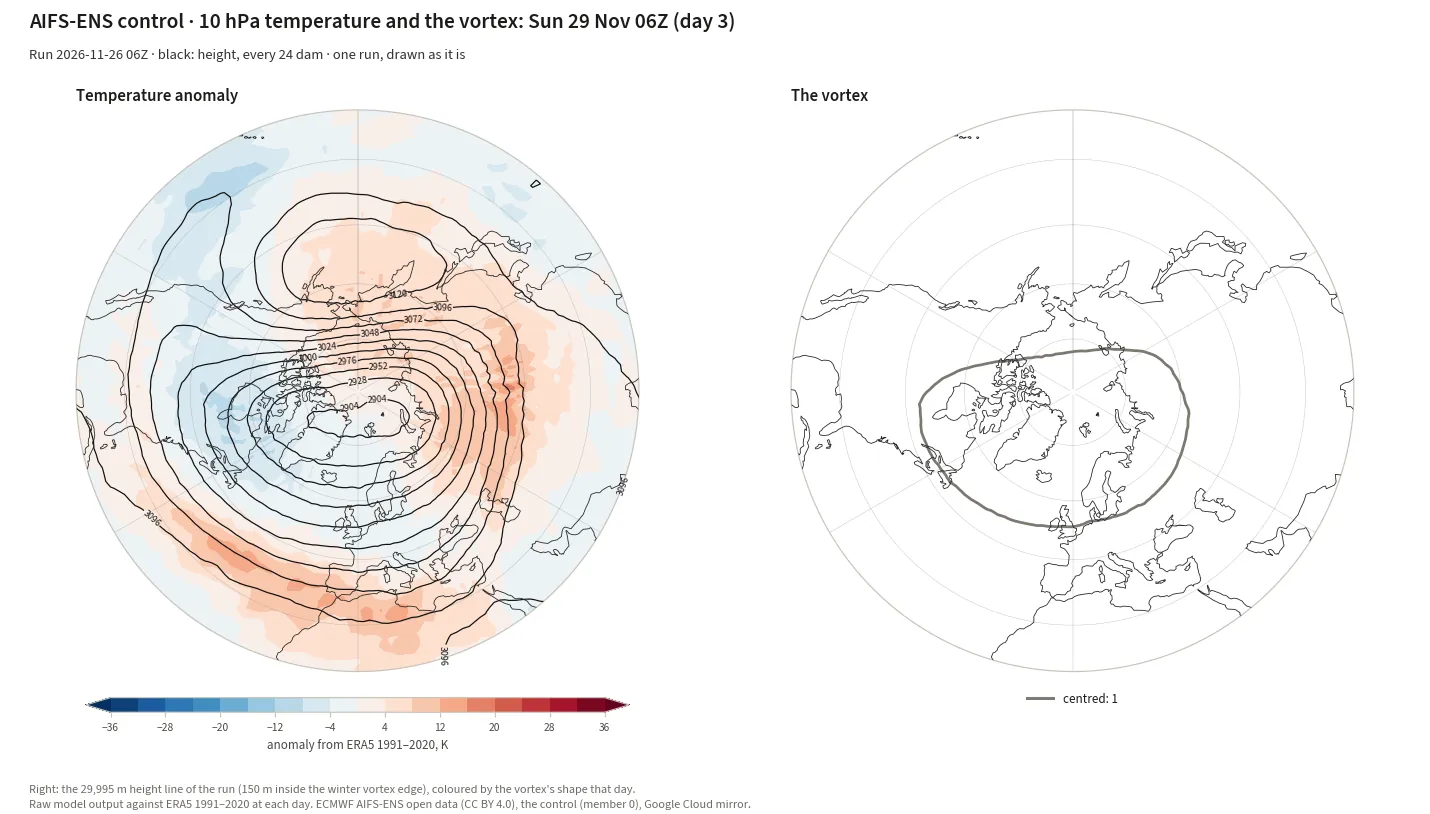 AIFS-ENS control · 10 hPa temperature and the vortex: Sun 29 Nov 06Z (day 3)
Run 2026-11-26 06Z · black: height, every 24 dam · one run, drawn as it is
Temperature anomaly
The vortex
3120
3096
3072
3048
3024
3000
2976
2952
2928
2904
2904
3096
3096
3096
centred: 1
−36 −28 −20 −12 −4 4 12 20 28 36
anomaly from ERA5 1991–2020, K
Right: the 29,995 m height line of the run (150 m inside the winter vortex edge), coloured by the vortex's shape that day.
Raw model output against ERA5 1991–2020 at each day. ECMWF AIFS-ENS open data (CC BY 4.0), the control (member 0), Google Cloud mirror.